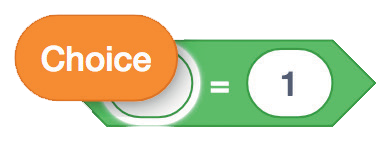 Choice = 1